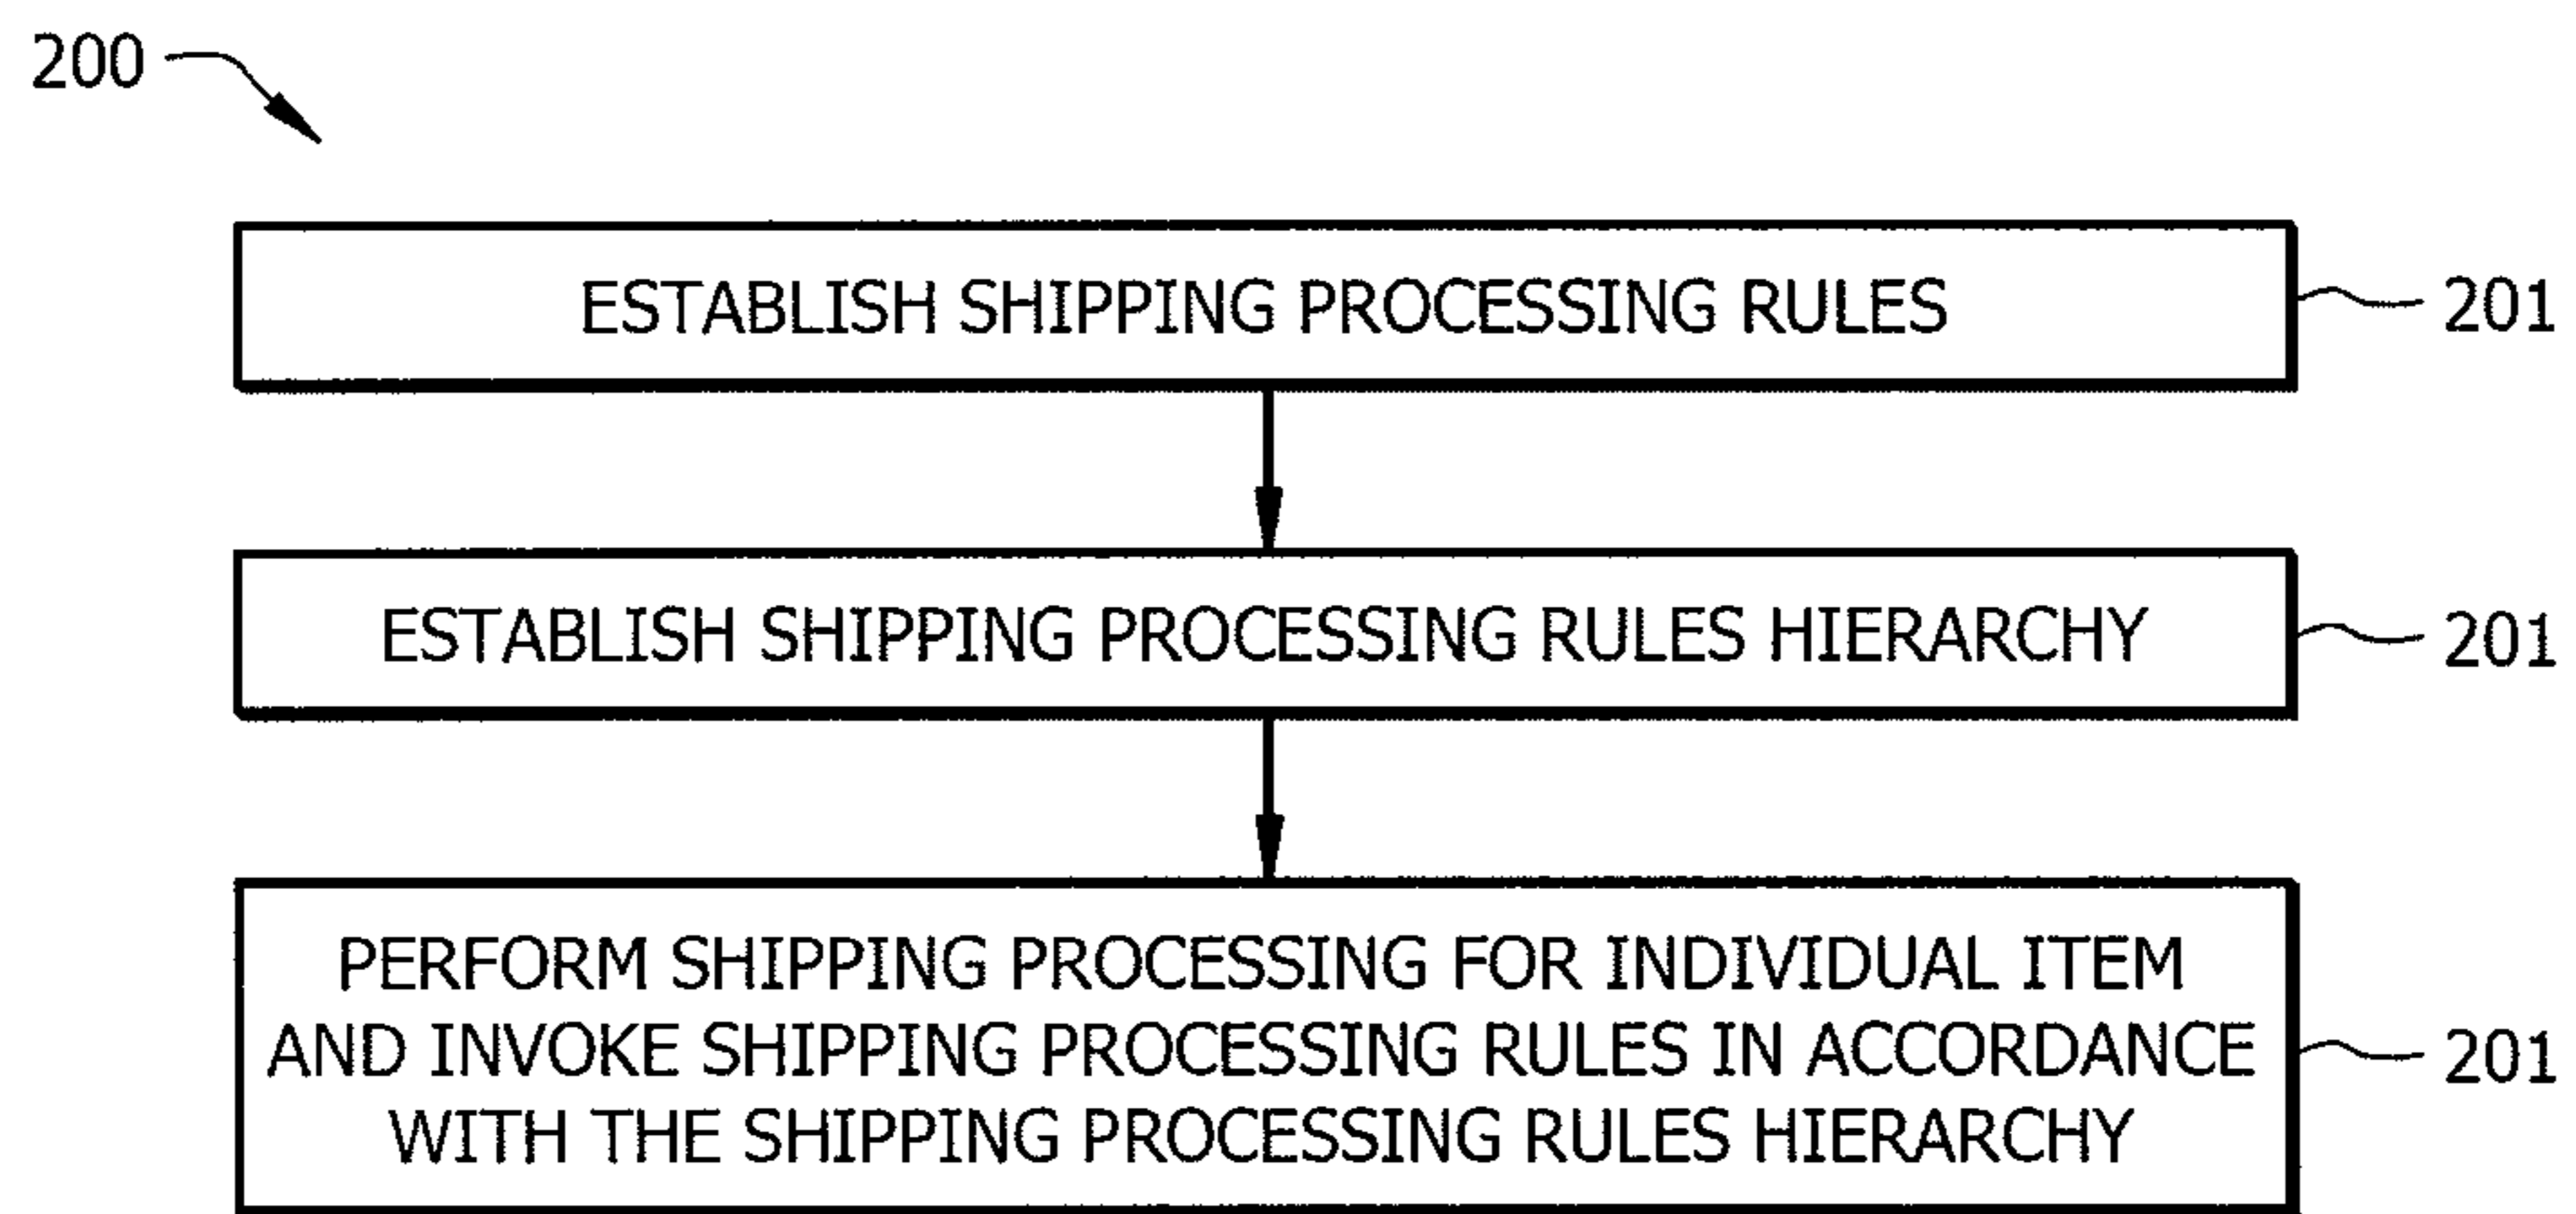 200
ESTABLISH SHIPPING PROCESSING RULES
201
ESTABLISH SHIPPING PROCESSING RULES HIERARCHY
201
PERFORM SHIPPING PROCESSING FOR INDIVIDUAL ITEM
AND INVOKE SHIPPING PROCESSING RULES IN ACCORDANCE
WITH THE SHIPPING PROCESSING RULES HIERARCHY
201